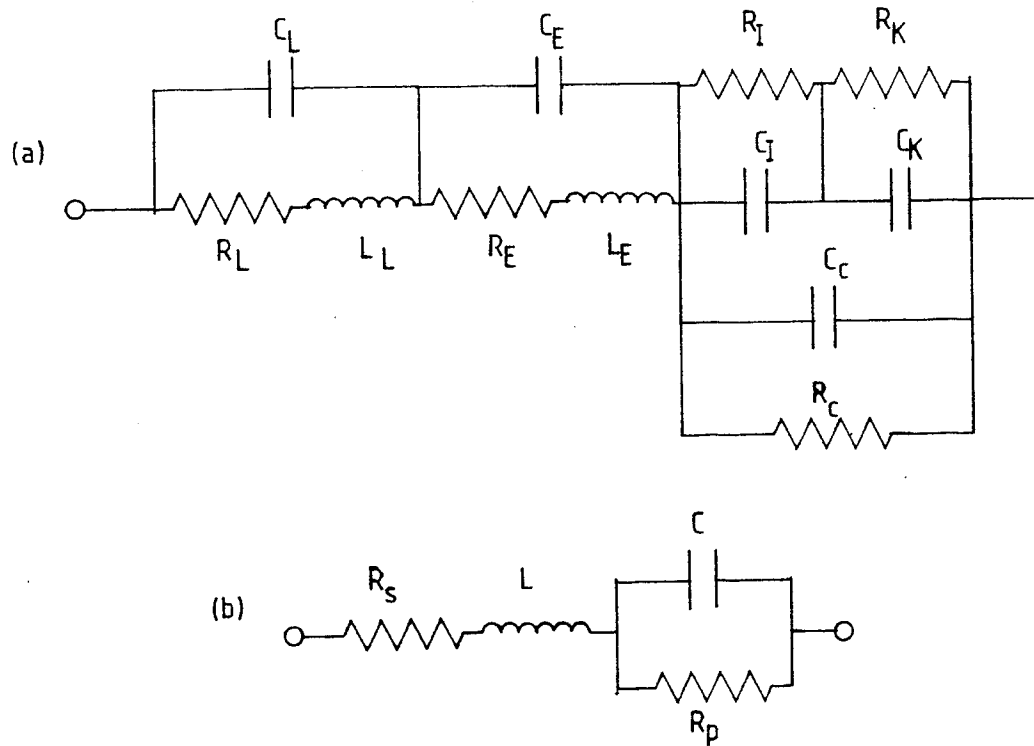 C_L C_E R_I R_K
(a)
C_I C_K
R_L L_L R_E L_E
C_c
R_c
C
R_s L
(b)
R_p